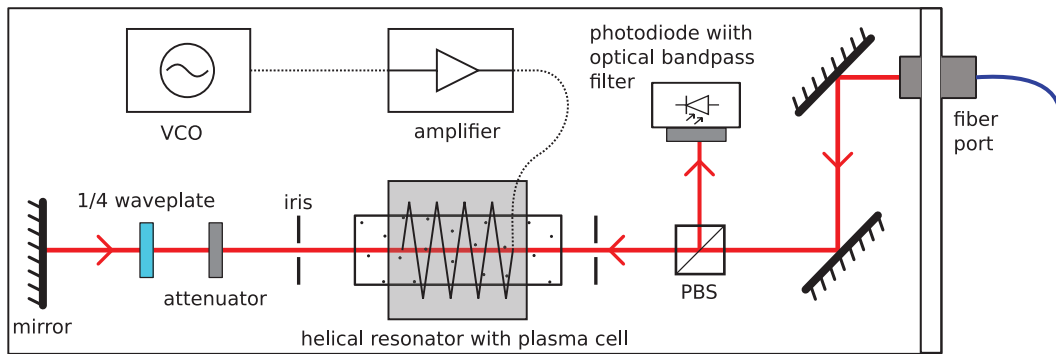 photodiode wiith
optical bandpass
filter
VCO
amplifier
fiber
port
1/4 waveplate
iris
attenuator
PBS
mirror
helical resonator with plasma cell